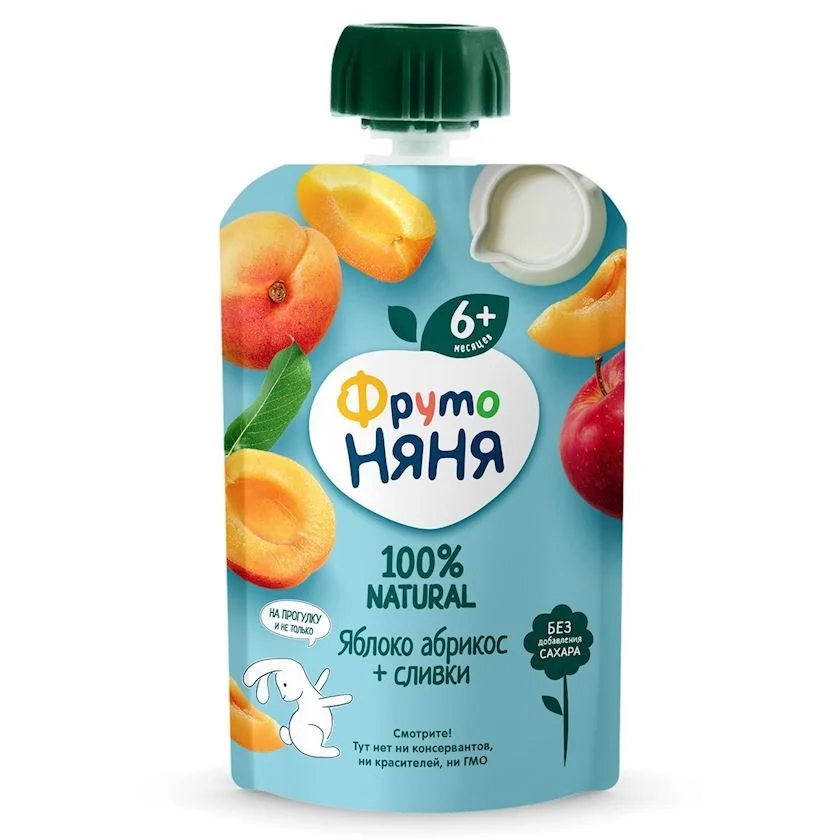 6+
месяцев
Фруто
НЯНЯ
100%
NATURAL
НА ПРОГУЛКУ
И НЕ ТОЛЬКО
Яблоко абрикос
+ сливки
БЕЗ
добавления
САХАРА
Смотрите!
Тут нет ни консервантов,
ни красителей, ни ГМО